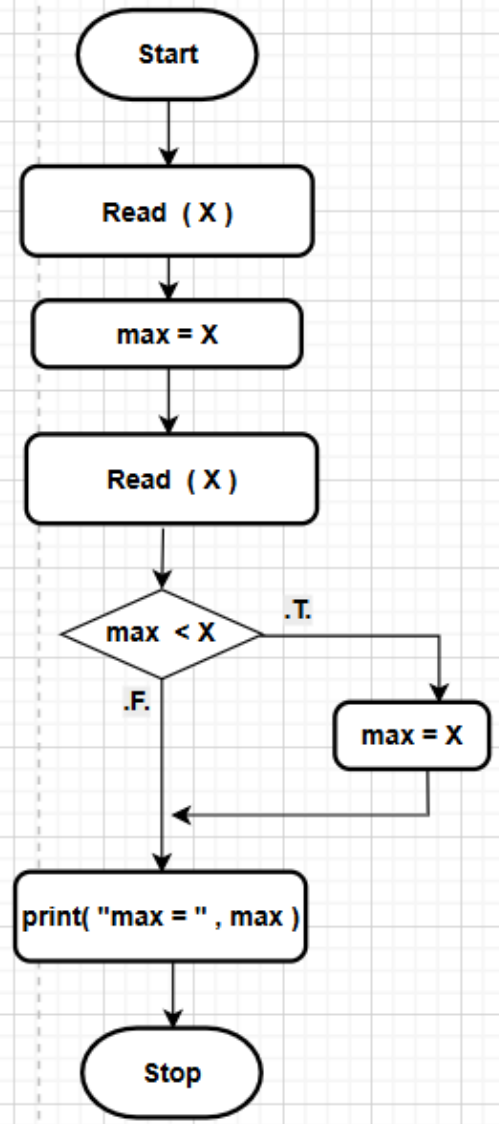 Start
Read ( X )
max = X
Read ( X )
max < X
.T.
.F.
max = X
print( "max = " , max )
Stop